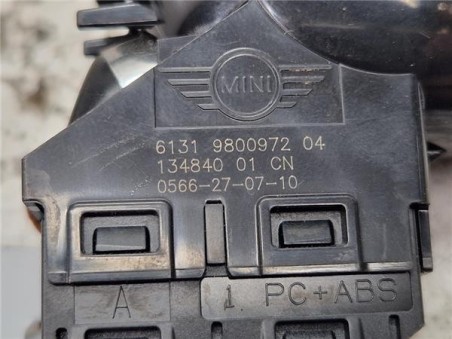 MINI
6131 9800972 04
134840 01 CN
0566-27-07-10
A 1 PC+ABS